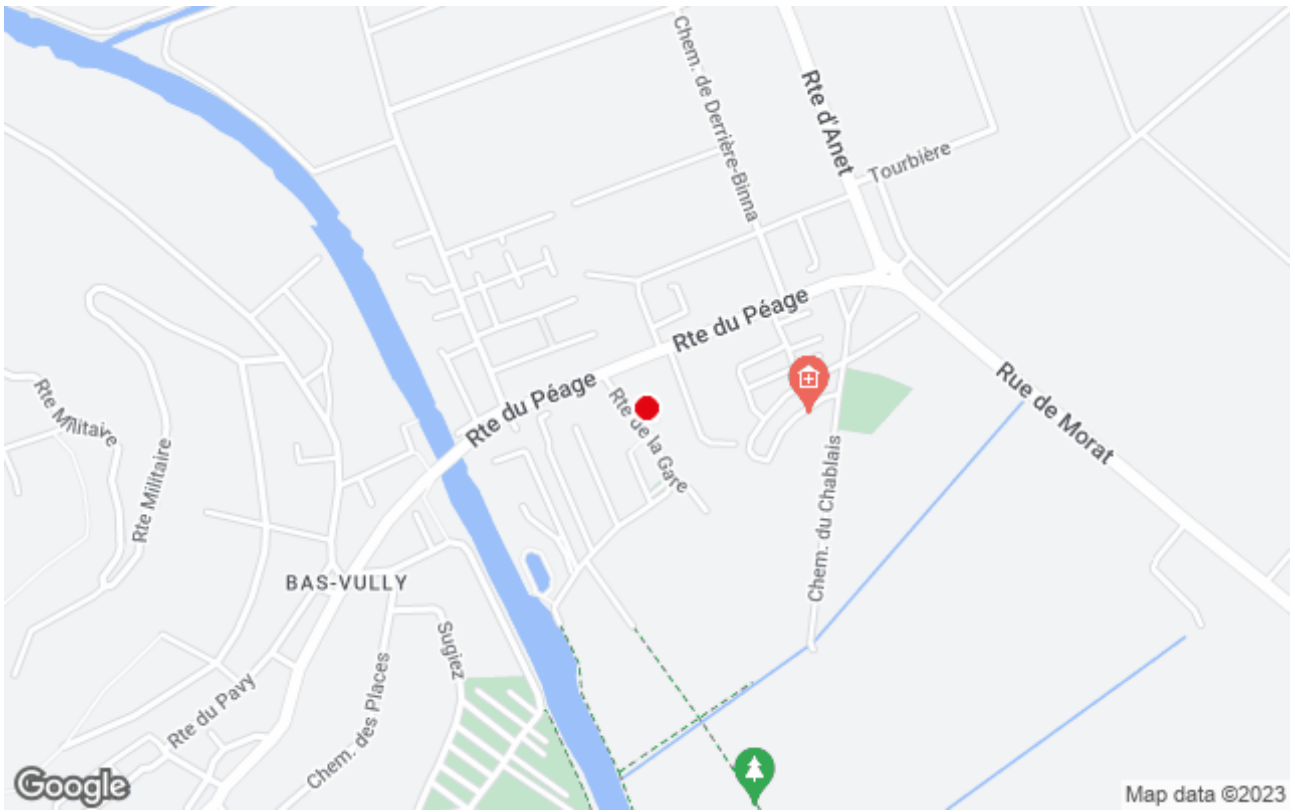 Chem. de Derrière-Binna
Rte d'Anet
Tourbière
Rte du Péage
Rte du Péage
Rue de Morat
Rte de la Gare
Rte Militaire
Rte Militaire
Chem. du Chablais
BAS-VULLY
Sugiez
Rte du Pavy
Chem. des Places
Google
Map data ©2023